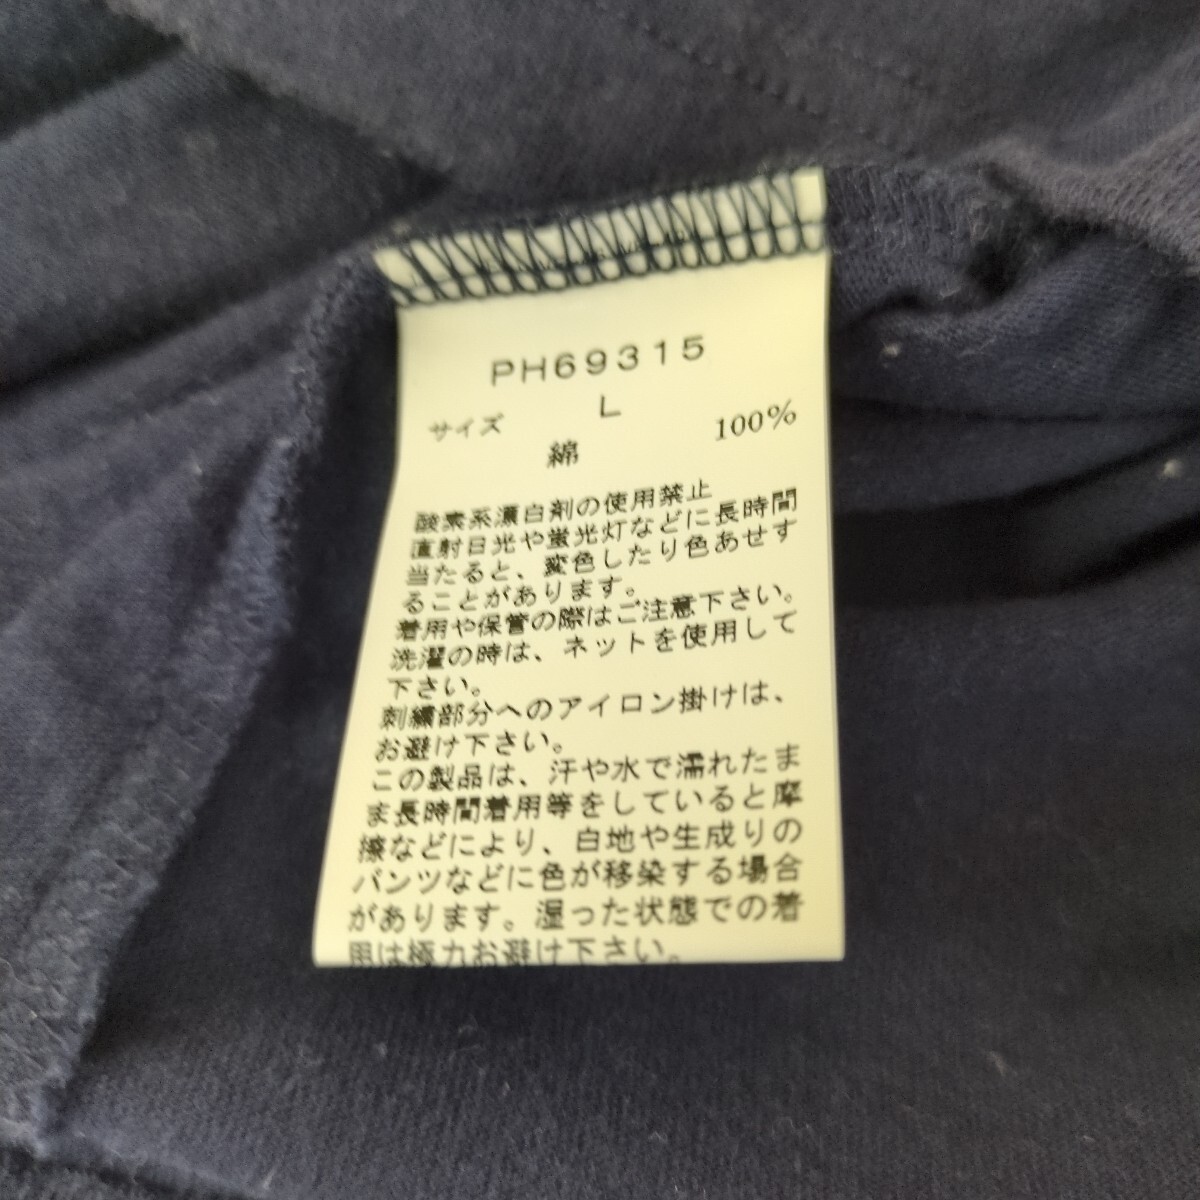 PH69315
サイズ L
綿 100%
酸素系漂白剤の使用禁止
直射日光や蛍光灯などに長時間
当たると、変色したり色あせす
ることがあります。
着用や保管の際はご注意下さい。
洗濯の時は、ネットを使用して
下さい。
刺繍部分へのアイロン掛けは、
お避け下さい。
この製品は、汗や水で濡れたま
ま長時間着用等をしていると摩
擦などにより、白地や生成りの
パンツなどに色が移染する場合
があります。湿った状態での着
用は極力お避け下さい。